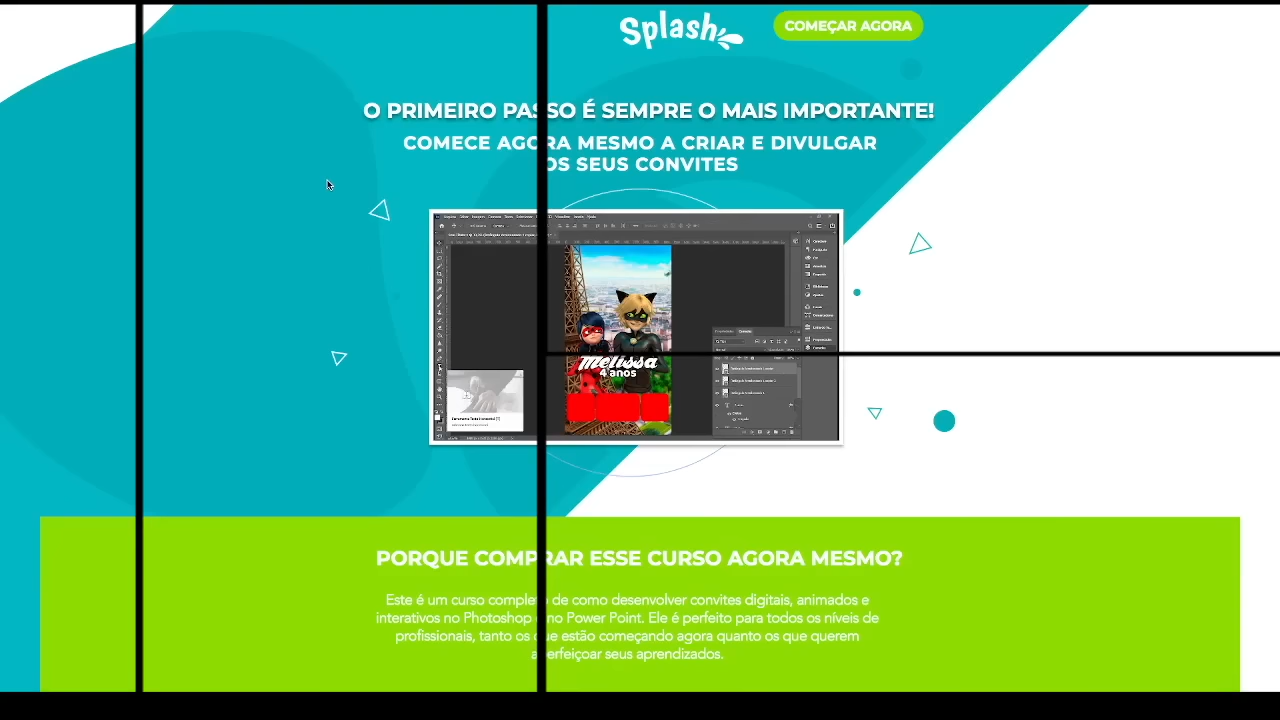 Splash
COMEÇAR AGORA
O PRIMEIRO PASSO É SEMPRE O MAIS IMPORTANTE!
COMECE AGORA MESMO A CRIAR E DIVULGAR
OS SEUS CONVITES
Melissa
4 anos
PORQUE COMPRAR ESSE CURSO AGORA MESMO?
Este é um curso completo de como desenvolver convites digitais, animados e
interativos no Photoshop e no Power Point. Ele é perfeito para todos os níveis de
profissionais, tanto os que estão começando agora quanto os que querem
aperfeiçoar seus aprendizados.